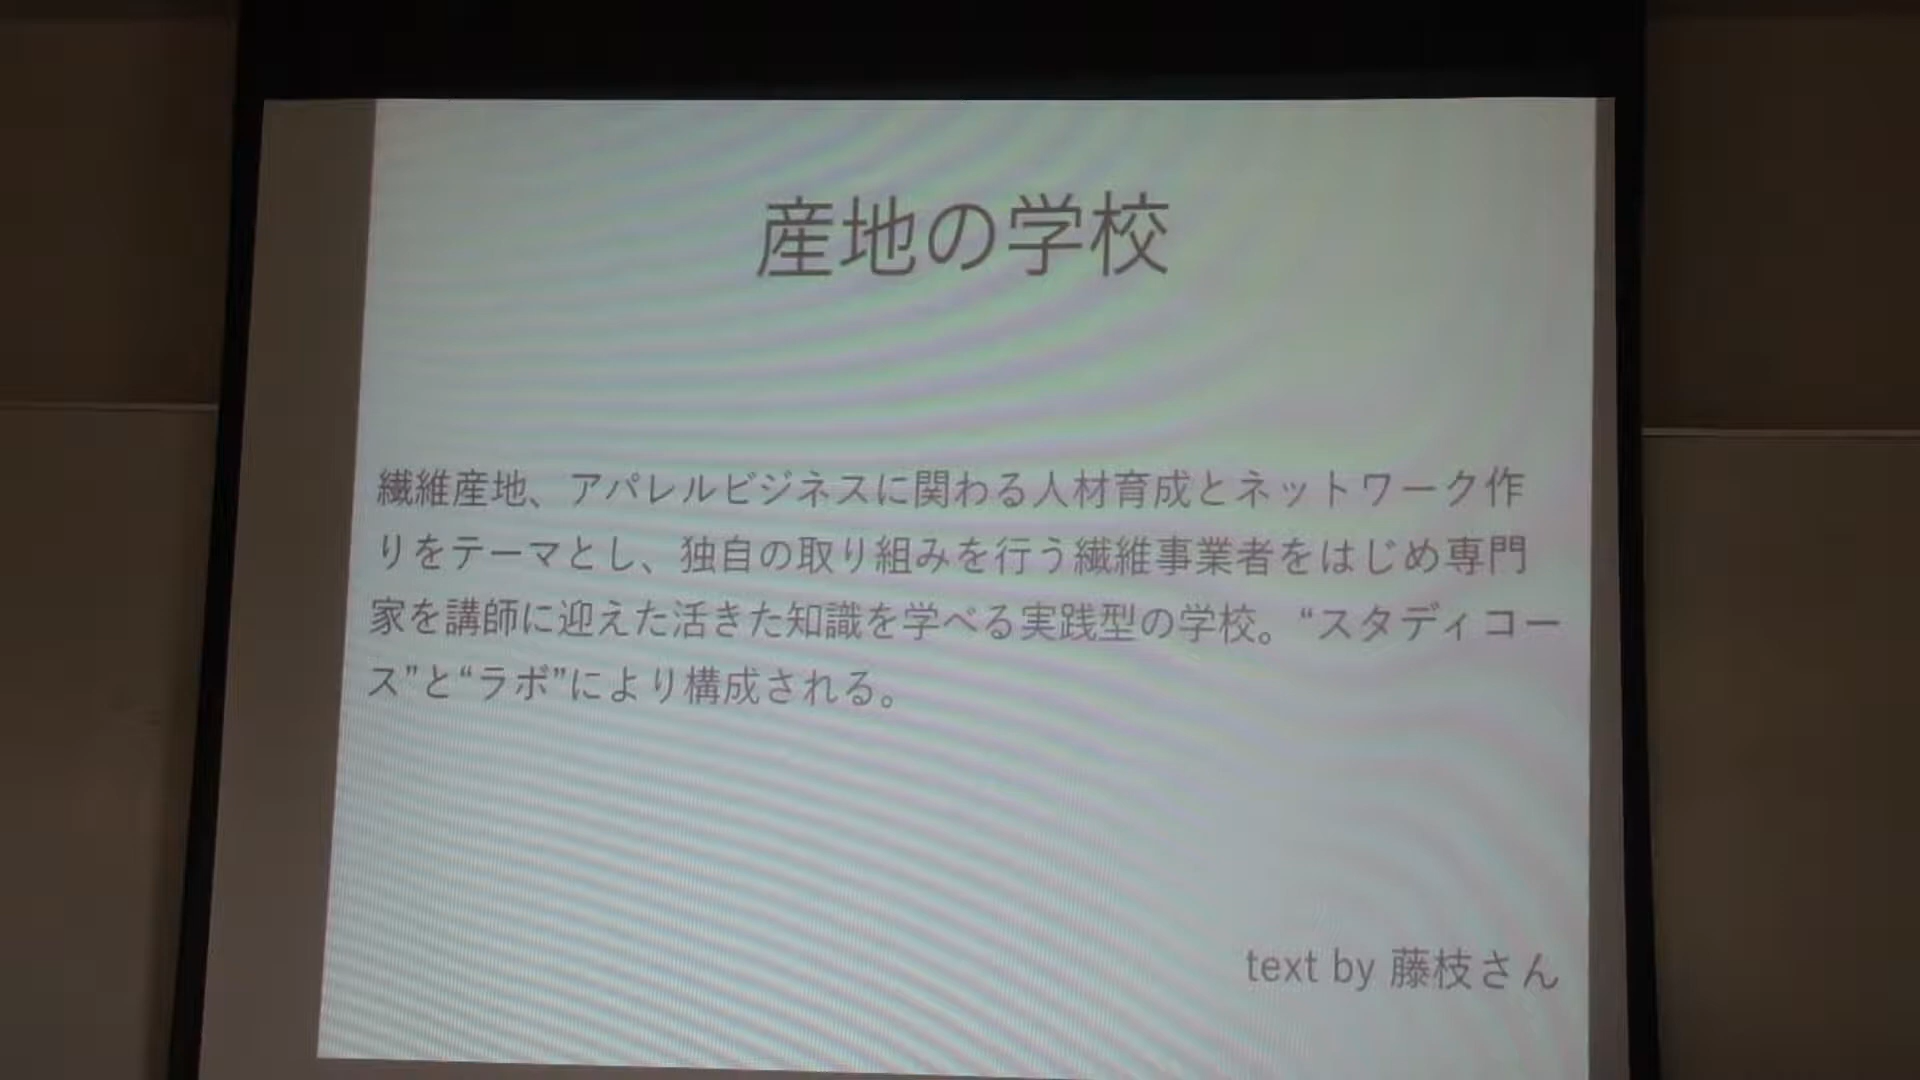 産地の学校
繊維産地、アパレルビジネスに関わる人材育成とネットワーク作
りをテーマとし、独自の取り組みを行う繊維事業者をはじめ専門
家を講師に迎えた活きた知識を学べる実践型の学校。“スタディコー
ス”と“ラボ”により構成される。
text by 藤枝さん